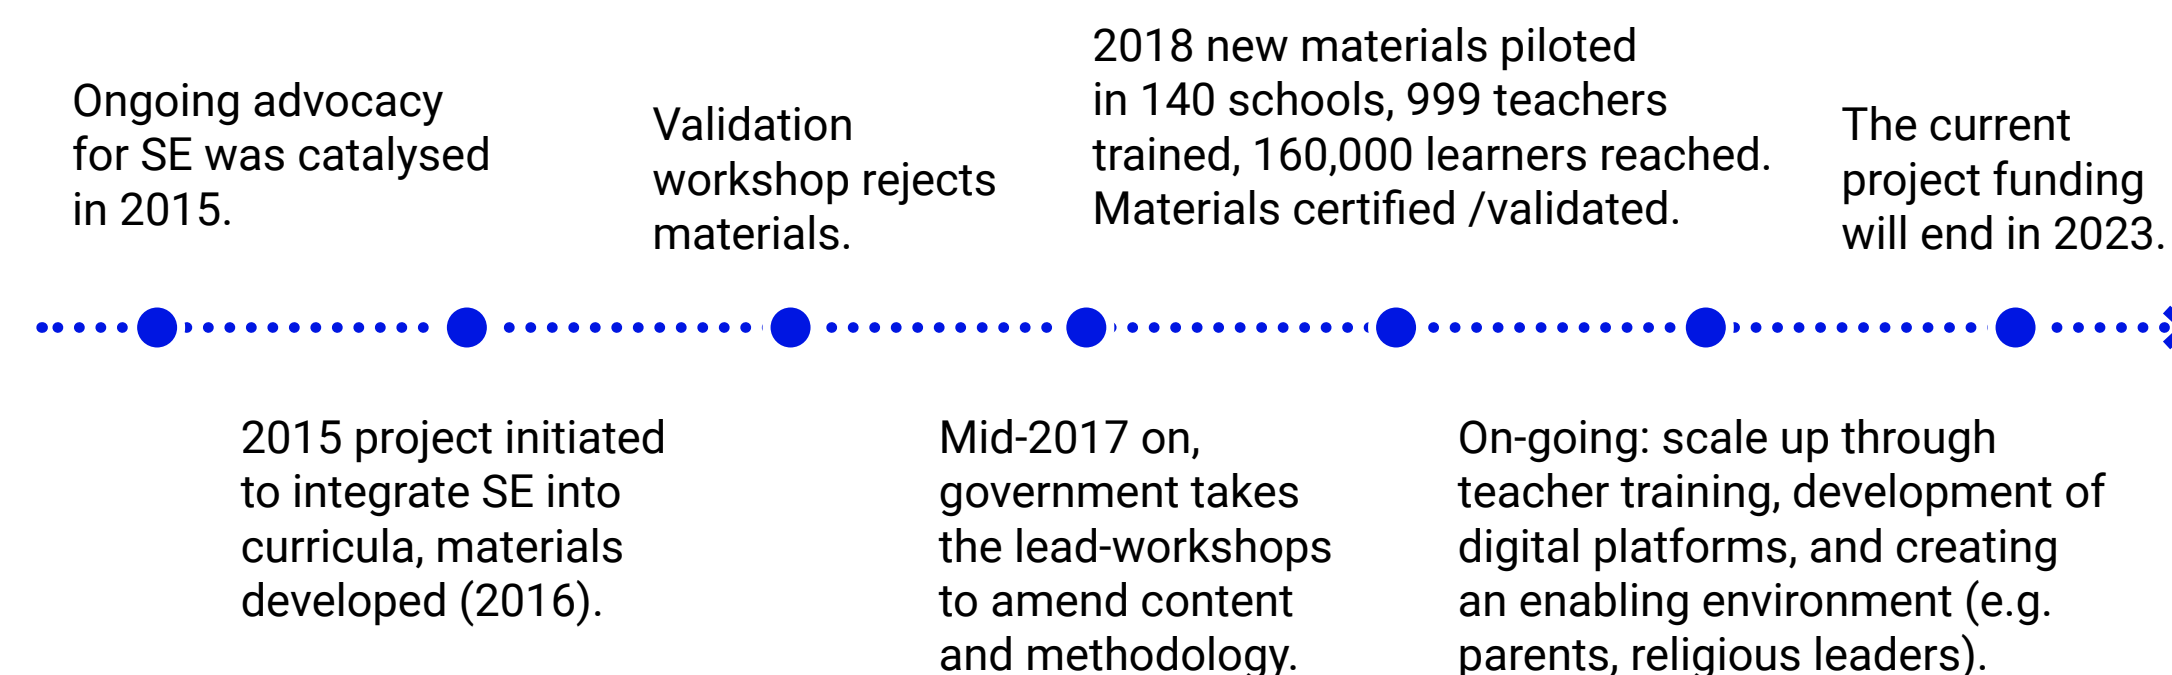 Ongoing advocacy
for SE was catalysed
in 2015.
2015 project initiated
to integrate SE into
curricula, materials
developed (2016).
Validation
workshop rejects
materials.
Mid-2017 on,
government takes
the lead-workshops
to amend content
and methodology.
2018 new materials piloted
in 140 schools, 999 teachers
trained, 160,000 learners reached.
Materials certified /validated.
On-going: scale up through
teacher training, development of
digital platforms, and creating
an enabling environment (e.g.
parents, religious leaders).
The current
project funding
will end in 2023.